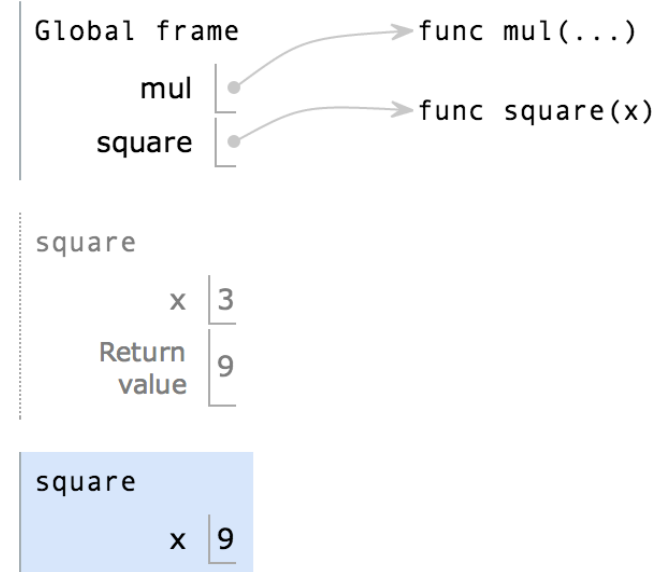 Global frame
func mul(...)
mul
func square(x)
square
square
x 3
Return
value 9
square
x 9